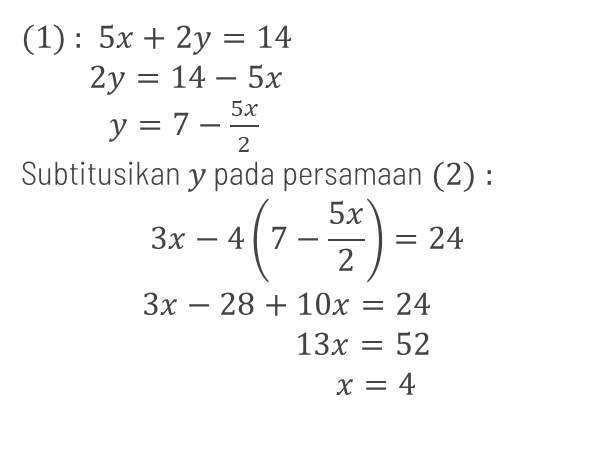 (1) : 5x + 2y = 14
2y = 14 − 5x
y = 7 − 5x/2
Subtitusikan y pada persamaan (2) :
3x − 4(7 − 5x/2) = 24
3x − 28 + 10x = 24
13x = 52
x = 4